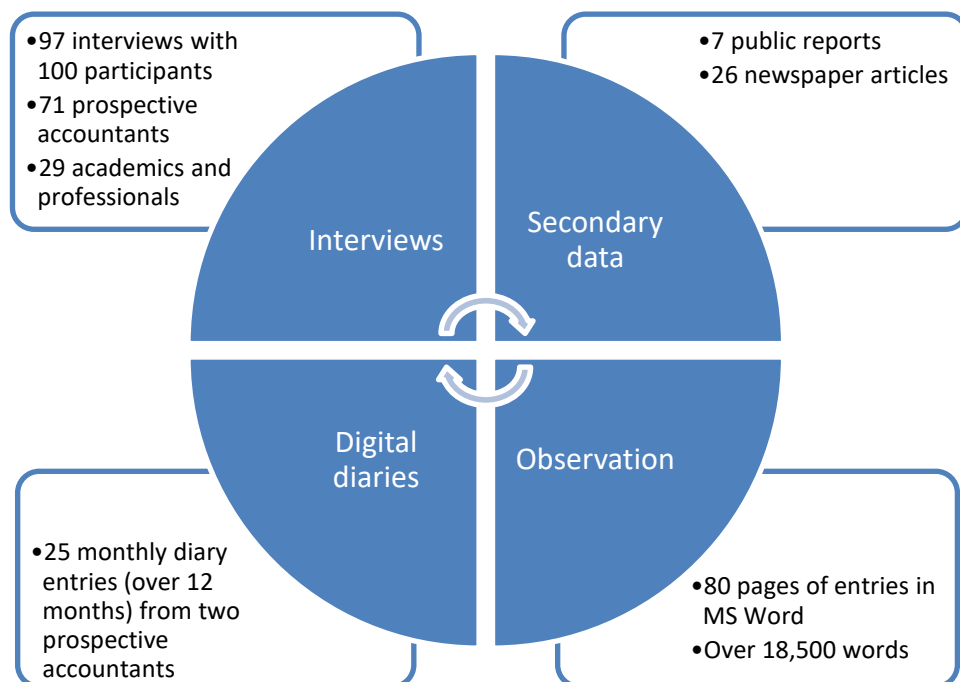 •97 interviews with
100 participants
•71 prospective
accountants
•29 academics and
professionals
•7 public reports
•26 newspaper articles
Interviews
Secondary
data
Digital
diaries
Observation
•25 monthly diary
entries (over 12
months) from two
prospective
accountants
•80 pages of entries in
MS Word
•Over 18,500 words